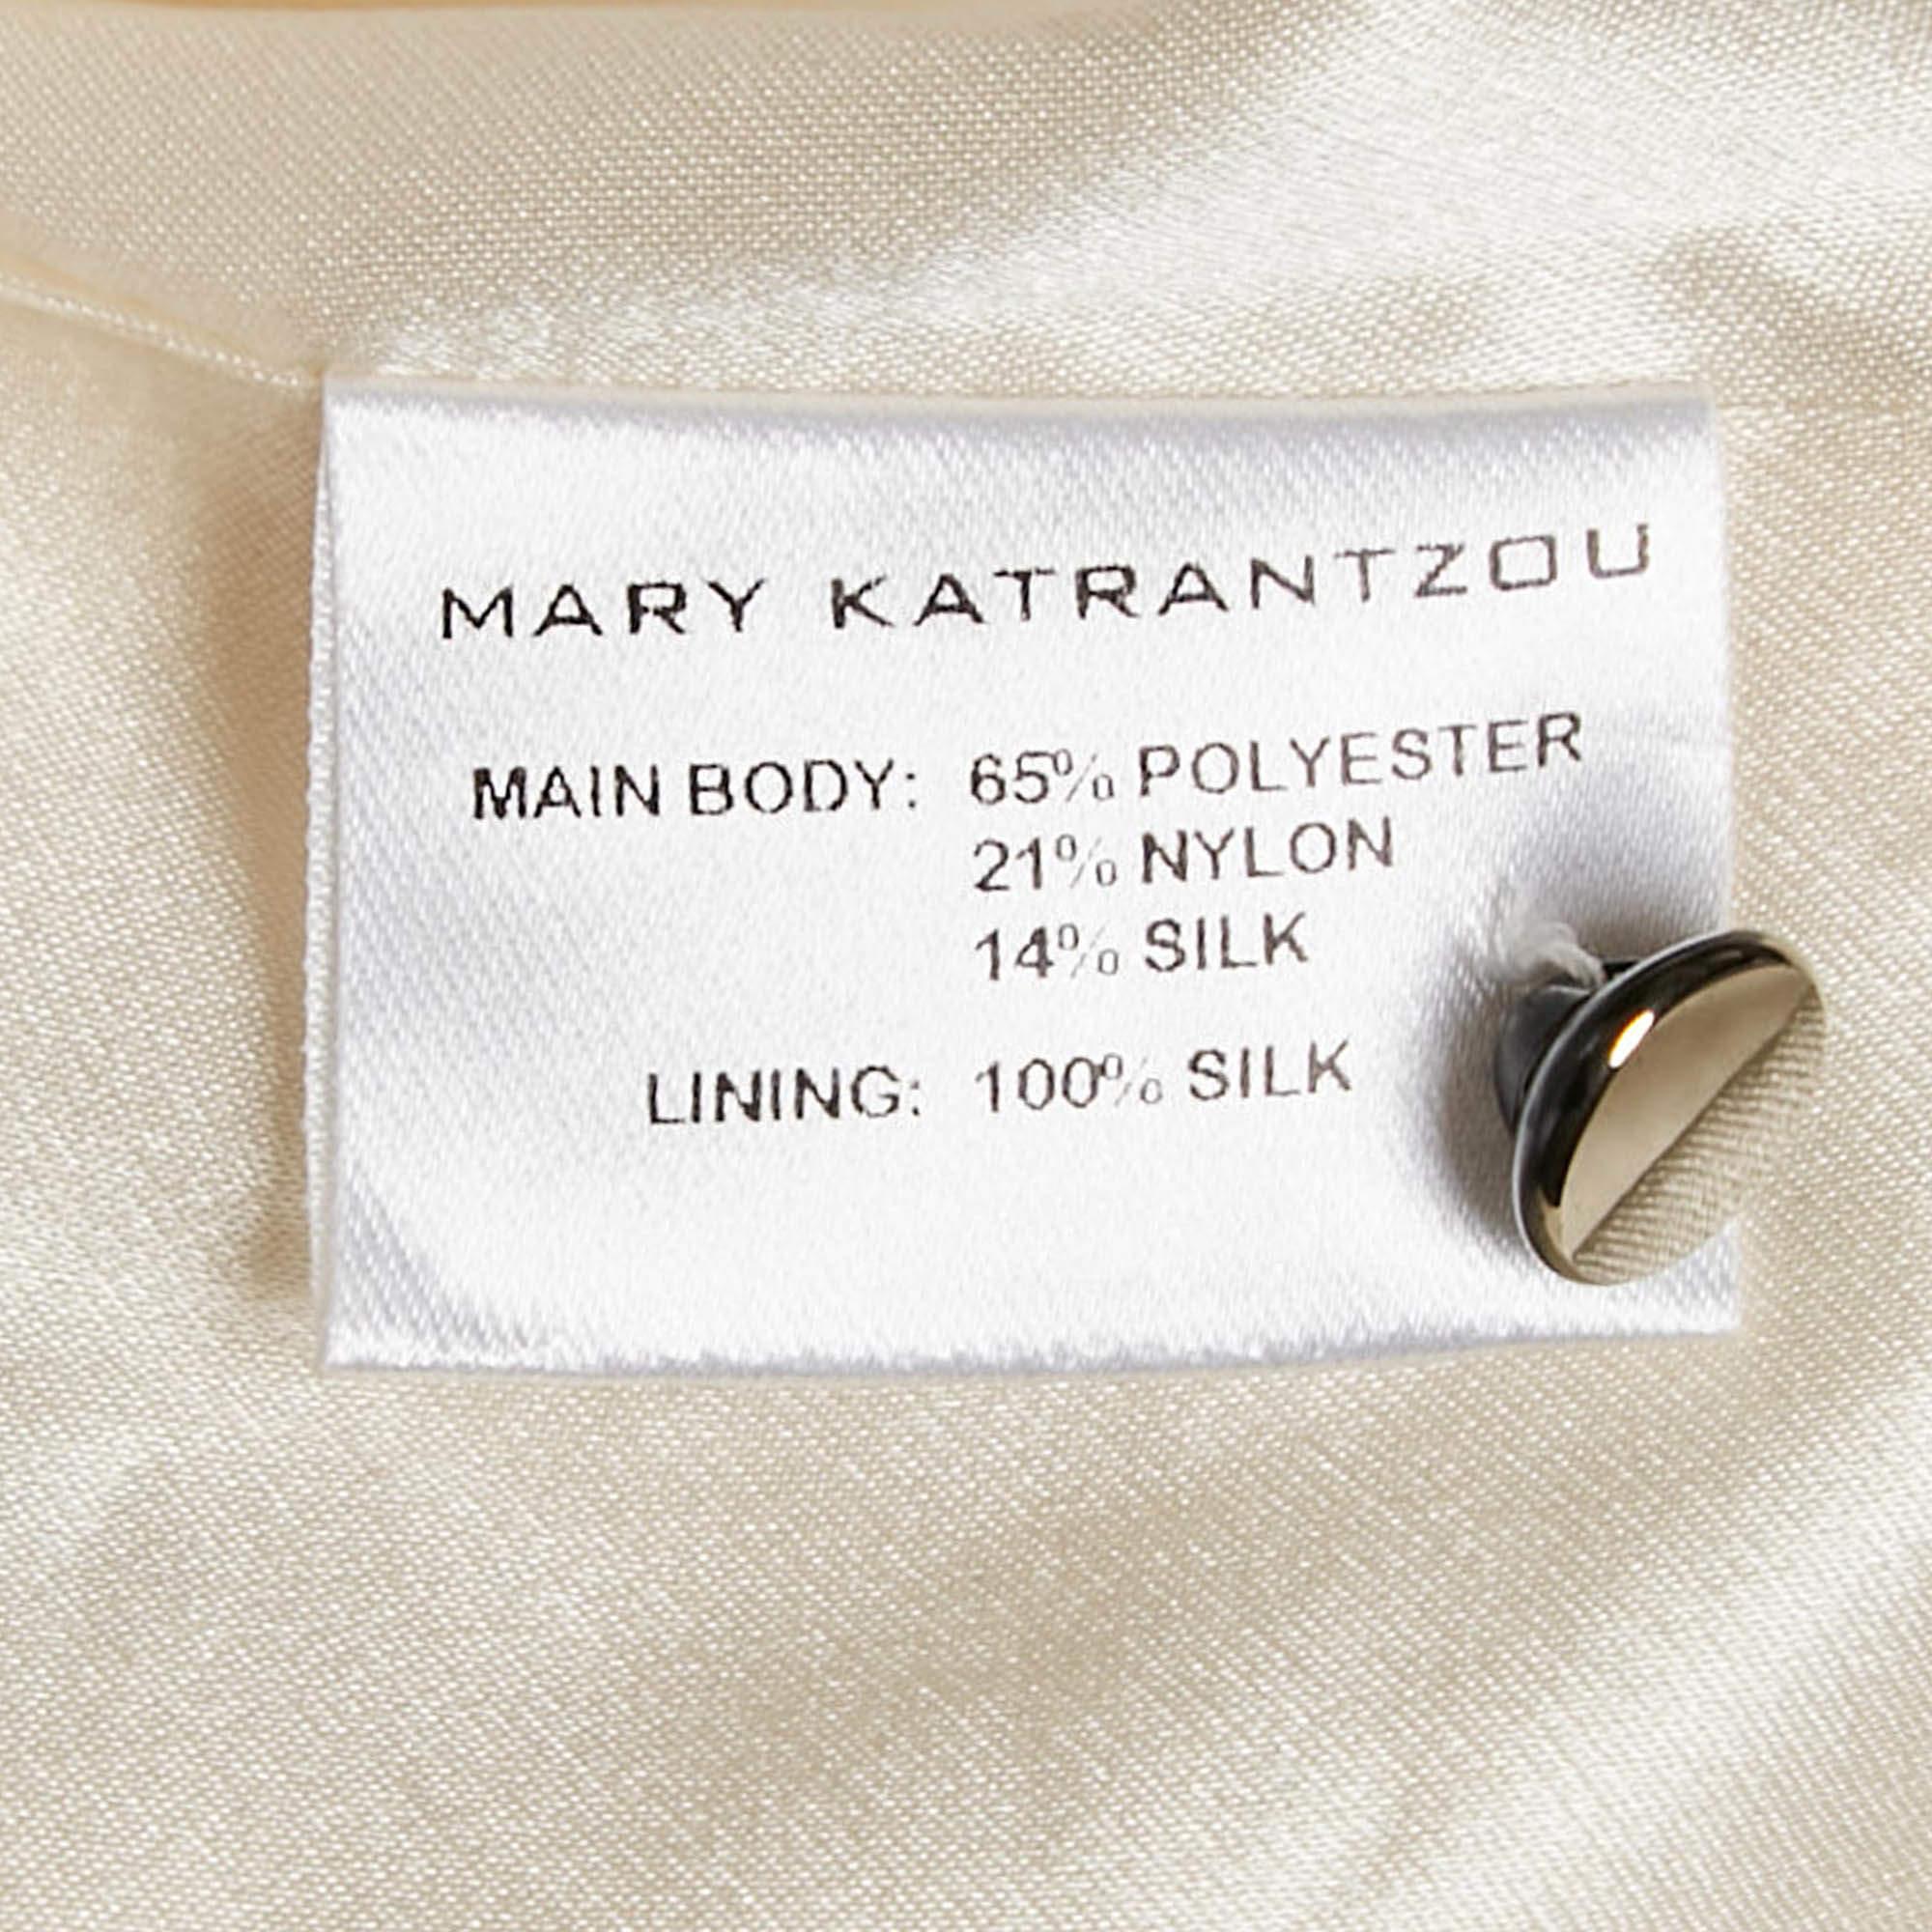 MARY KATRANTZOU
MAIN BODY: 65% POLYESTER
21% NYLON
14% SILK
LINING: 100% SILK